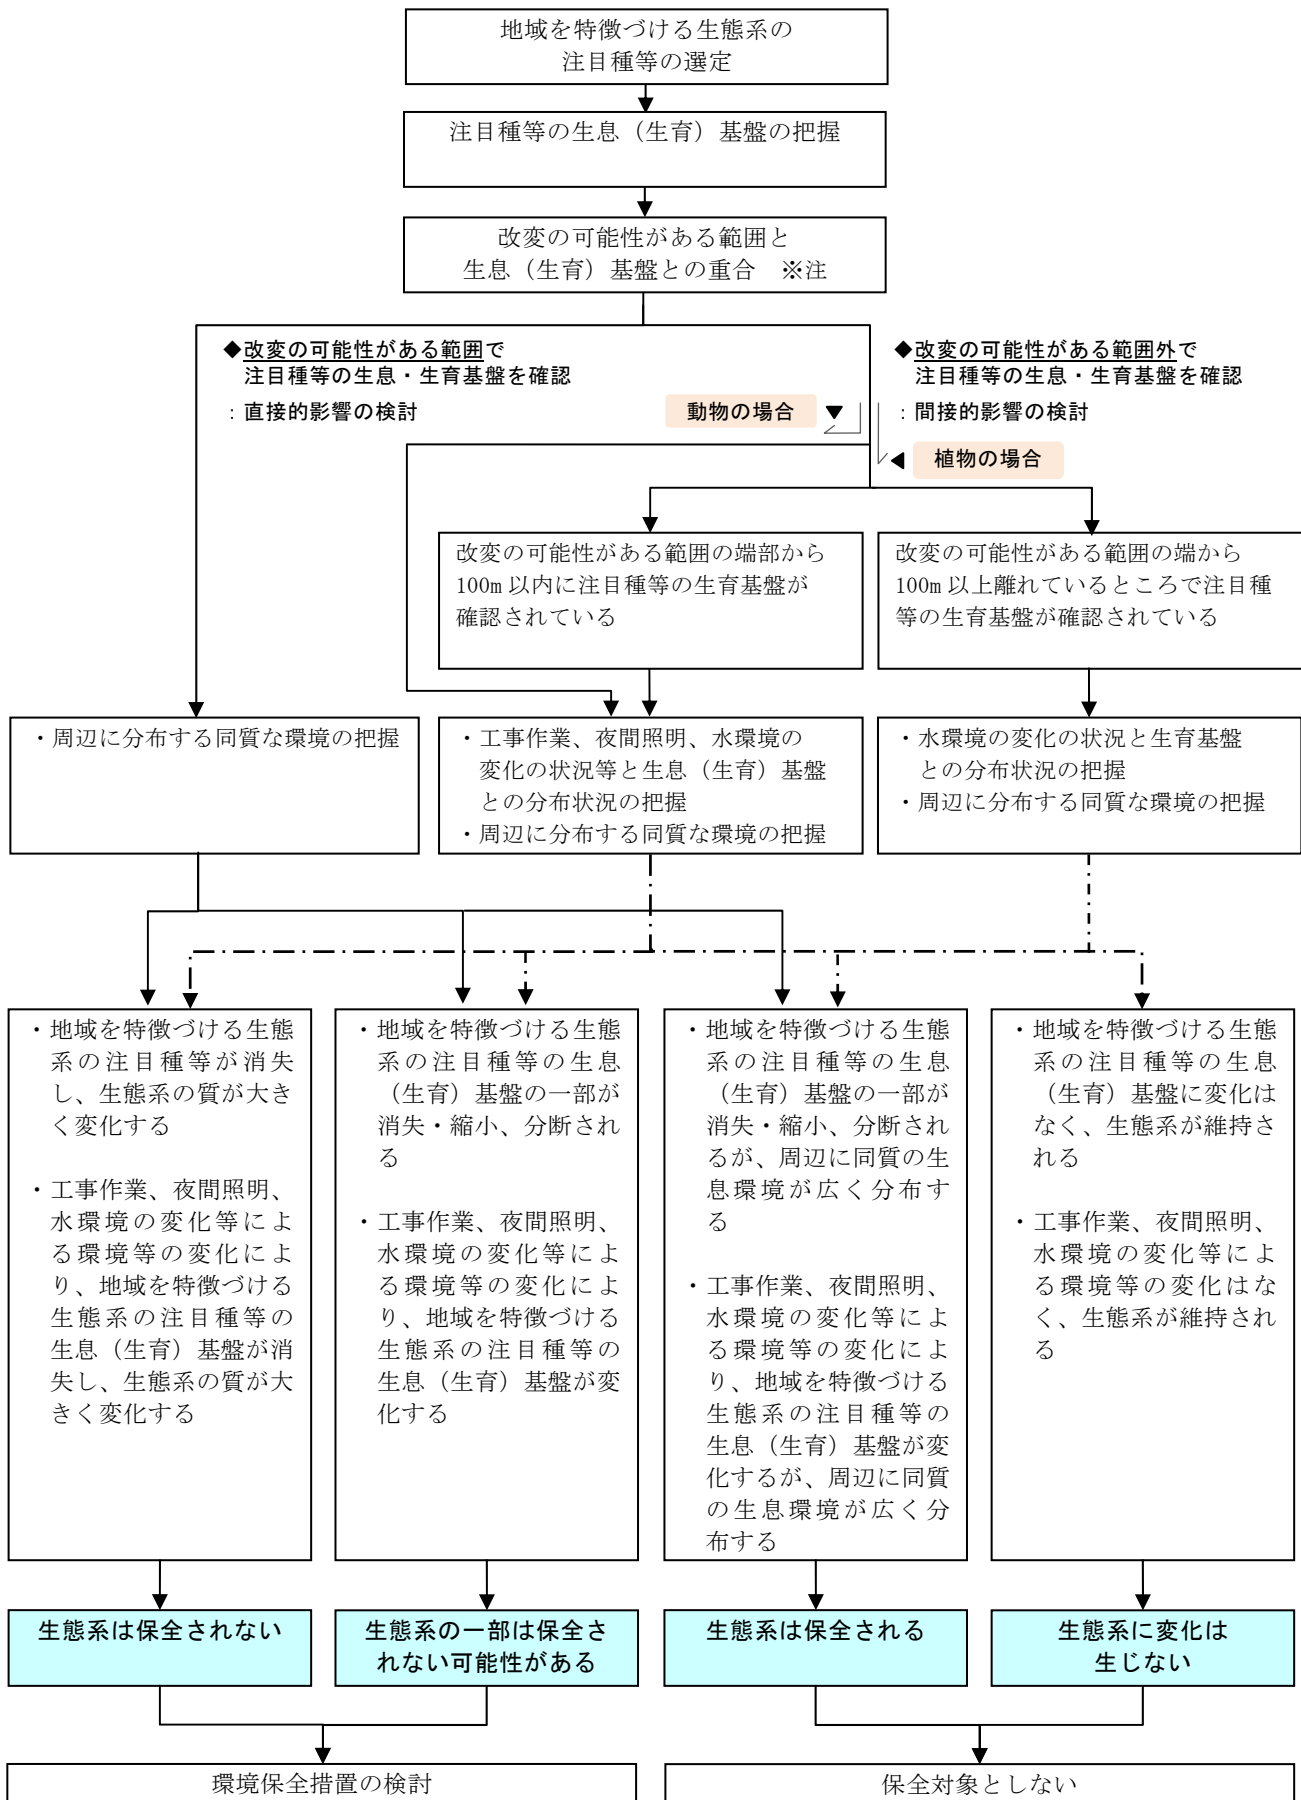 地域を特徴づける生態系の
注目種等の選定
注目種等の生息（生育）基盤の把握
改変の可能性がある範囲と
生息（生育）基盤との重合　※注
◆改変の可能性がある範囲で
注目種等の生息・生育基盤を確認
：直接的影響の検討
◆改変の可能性がある範囲外で
注目種等の生息・生育基盤を確認
：間接的影響の検討
動物の場合
植物の場合
改変の可能性がある範囲の端部から
100m 以内に注目種等の生育基盤が
確認されている
改変の可能性がある範囲の端から
100m 以上離れているところで注目種
等の生育基盤が確認されている
・周辺に分布する同質な環境の把握
・工事作業、夜間照明、水環境の
変化の状況等と生息（生育）基盤
との分布状況の把握
・周辺に分布する同質な環境の把握
・水環境の変化の状況と生育基盤
との分布状況の把握
・周辺に分布する同質な環境の把握
・地域を特徴づける生態
系の注目種等が消失
し、生態系の質が大き
く変化する
・工事作業、夜間照明、
水環境の変化等によ
る環境等の変化によ
り、地域を特徴づける
生態系の注目種等の
生息（生育）基盤が消
失し、生態系の質が大
きく変化する
・地域を特徴づける生態
系の注目種等の生息
（生育）基盤の一部が
消失・縮小、分断され
る
・工事作業、夜間照明、
水環境の変化等によ
る環境等の変化によ
り、地域を特徴づける
生態系の注目種等の
生息（生育）基盤が変
化する
・地域を特徴づける生態
系の注目種等の生息
（生育）基盤の一部が
消失・縮小、分断され
るが、周辺に同質の生
息環境が広く分布す
る
・工事作業、夜間照明、
水環境の変化等によ
る環境等の変化によ
り、地域を特徴づける
生態系の注目種等の
生息（生育）基盤が変
化するが、周辺に同質
の生息環境が広く分
布する
・地域を特徴づける生態
系の注目種等の生息
（生育）基盤に変化は
なく、生態系が維持さ
れる
・工事作業、夜間照明、
水環境の変化等によ
る環境等の変化はな
く、生態系が維持され
る
生態系は保全されない
生態系の一部は保全さ
れない可能性がある
生態系は保全される
生態系に変化は
生じない
環境保全措置の検討
保全対象としない